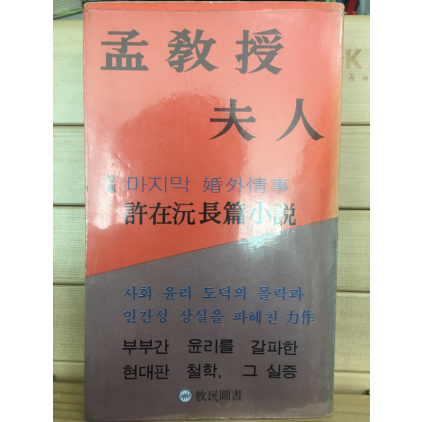 孟敎授
夫人
마지막 婚外情事
許在沅長篇小説
사회 윤리 도덕의 몰락과
인간성 상실을 파헤친 力作
부부간 윤리를 갈파한
현대판 철학, 그 실증
牧民圖書
K